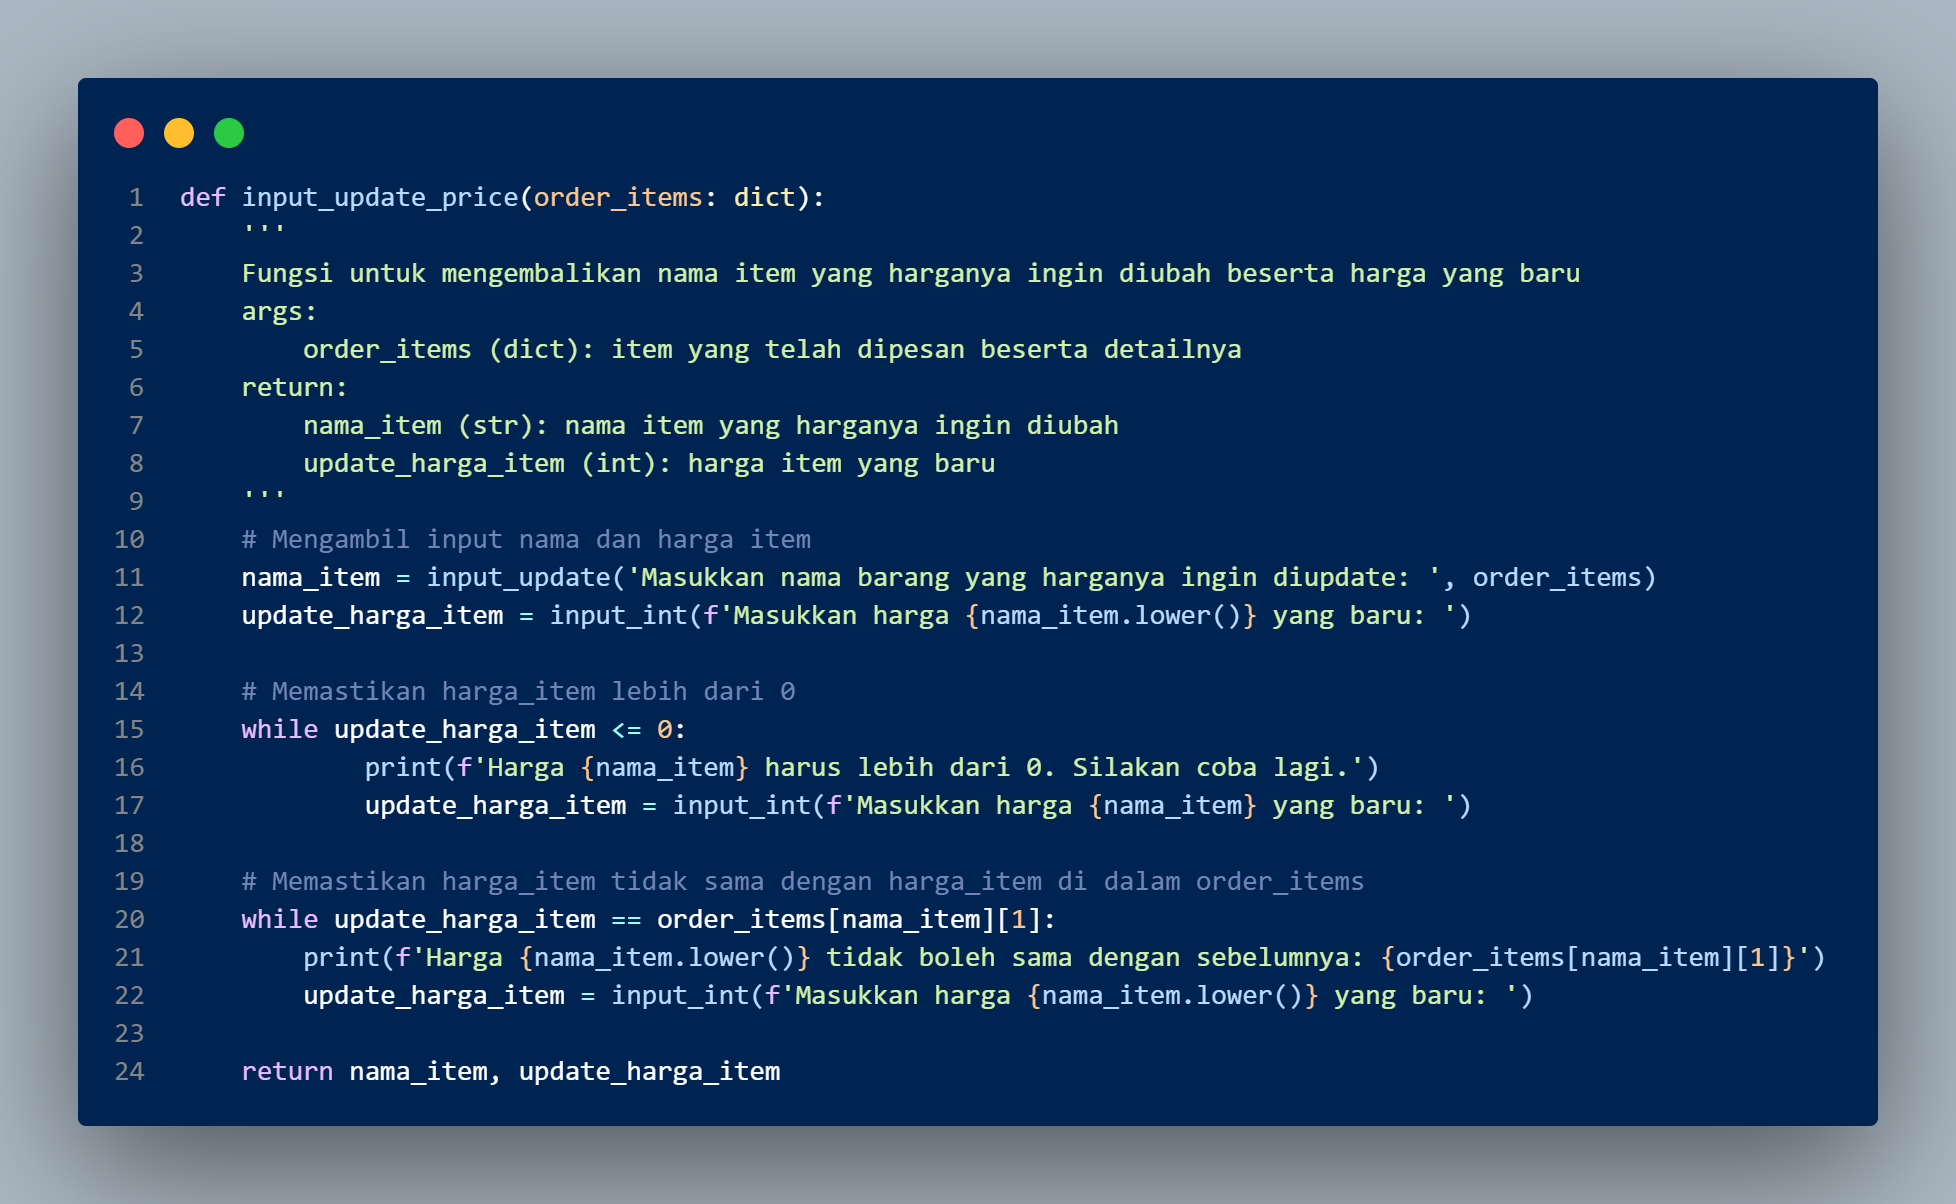 1 def input_update_price(order_items: dict):
2     '''
3     Fungsi untuk mengembalikan nama item yang harganya ingin diubah beserta harga yang baru
4     args:
5         order_items (dict): item yang telah dipesan beserta detailnya
6     return:
7         nama_item (str): nama item yang harganya ingin diubah
8         update_harga_item (int): harga item yang baru
9     '''
10     # Mengambil input nama dan harga item
11     nama_item = input_update('Masukkan nama barang yang harganya ingin diupdate: ', order_items)
12     update_harga_item = input_int(f'Masukkan harga {nama_item.lower()} yang baru: ')
13
14     # Memastikan harga_item lebih dari 0
15     while update_harga_item <= 0:
16             print(f'Harga {nama_item} harus lebih dari 0. Silakan coba lagi.')
17             update_harga_item = input_int(f'Masukkan harga {nama_item} yang baru: ')
18
19     # Memastikan harga_item tidak sama dengan harga_item di dalam order_items
20     while update_harga_item == order_items[nama_item][1]:
21         print(f'Harga {nama_item.lower()} tidak boleh sama dengan sebelumnya: {order_items[nama_item][1]}')
22         update_harga_item = input_int(f'Masukkan harga {nama_item.lower()} yang baru: ')
23
24     return nama_item, update_harga_item